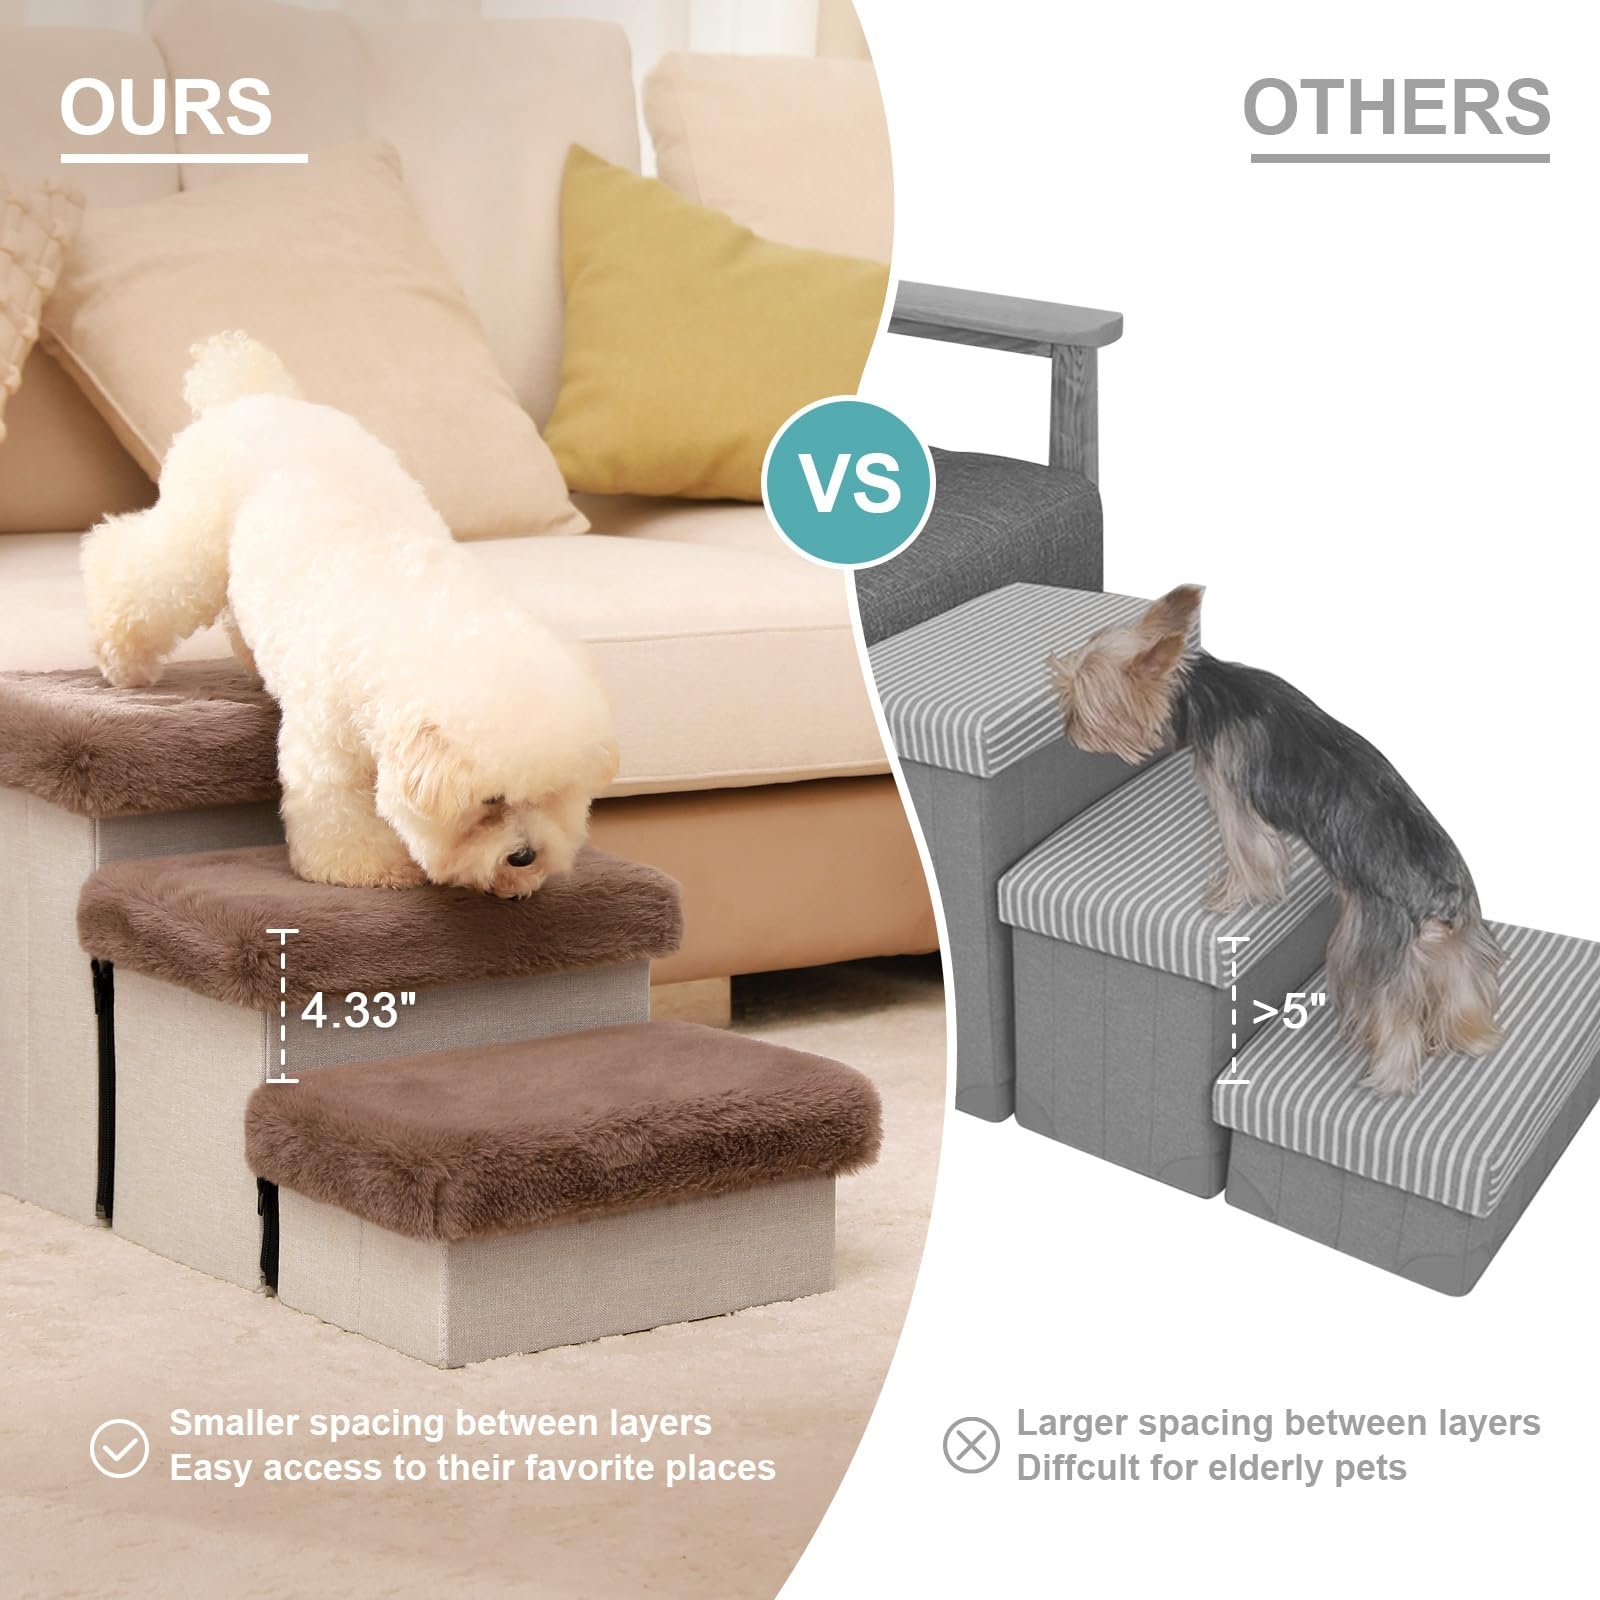 OURS
OTHERS
VS
4.33"
>5"
Smaller spacing between layers
Easy access to their favorite places
Larger spacing between layers
Diffcult for elderly pets